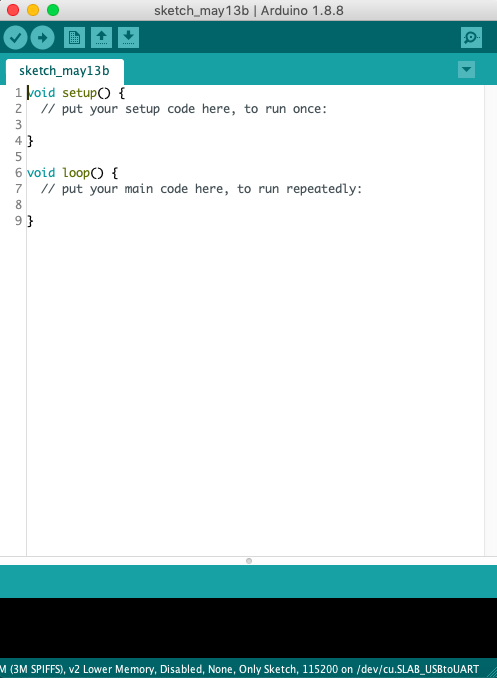 sketch_may13b | Arduino 1.8.8
sketch_may13b
1 void setup() {
2   // put your setup code here, to run once:
3
4 }
5
6 void loop() {
7   // put your main code here, to run repeatedly:
8
9 }
M (3M SPIFFS), v2 Lower Memory, Disabled, None, Only Sketch, 115200 on /dev/cu.SLAB_USBtoUART